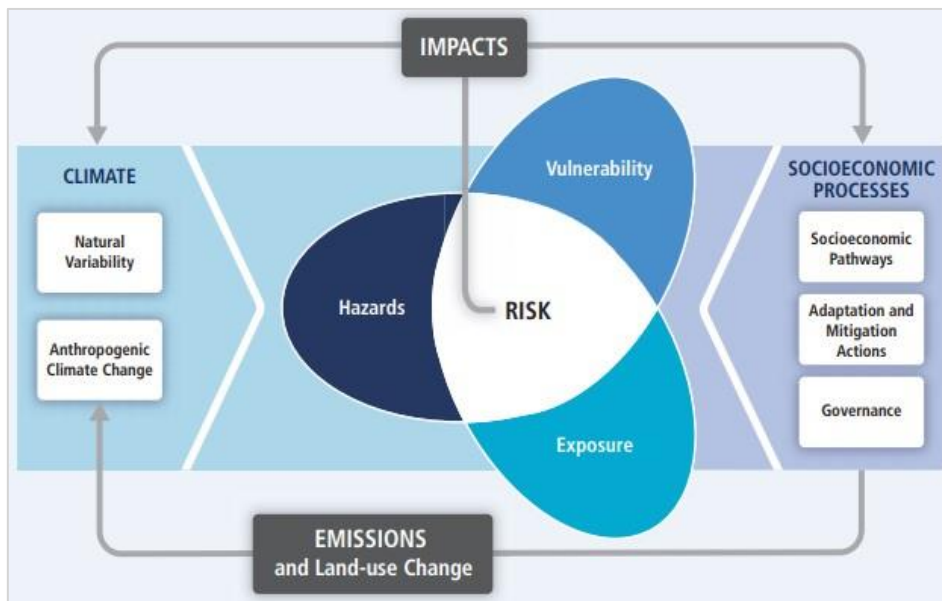 IMPACTS
CLIMATE
Natural
Variability
Anthropogenic
Climate Change
Vulnerability
Hazards
RISK
Exposure
SOCIOECONOMIC
PROCESSES
Socioeconomic
Pathways
Adaptation and
Mitigation
Actions
Governance
EMISSIONS
and Land-use Change